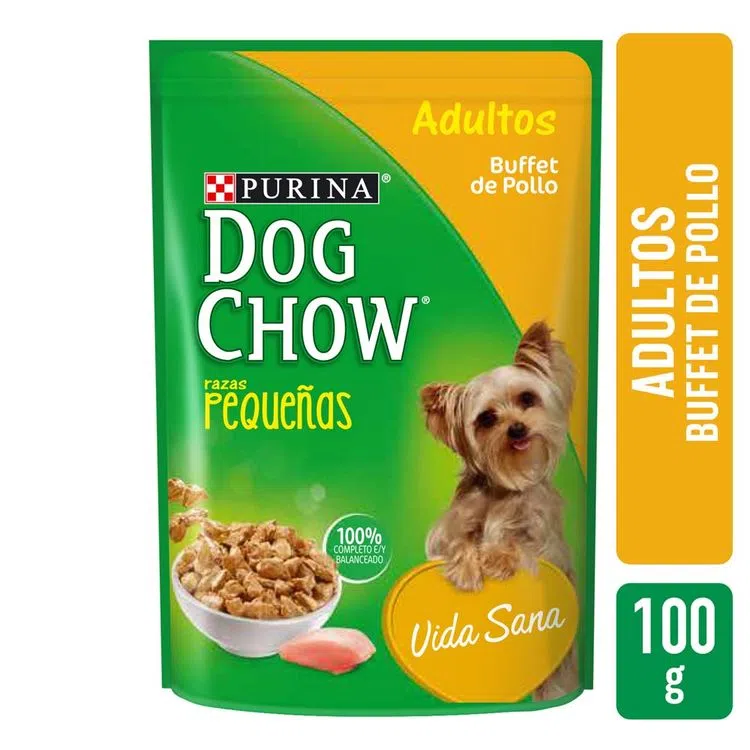 Adultos
Buffet
de Pollo
PURINA®
DOG
CHOW®
razas
Pequeñas
100%
COMPLETO E/Y
BALANCEADO
Vida Sana
ADULTOS
BUFFET DE POLLO
100
g